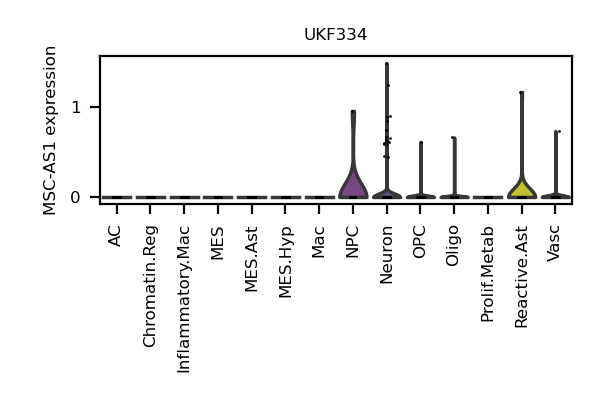 UKF334
MSC-AS1 expression
1
0
AC
Chromatin.Reg
Inflammatory.Mac
MES
MES.Ast
MES.Hyp
Mac
NPC
Neuron
OPC
Oligo
Prolif.Metab
Reactive.Ast
Vasc